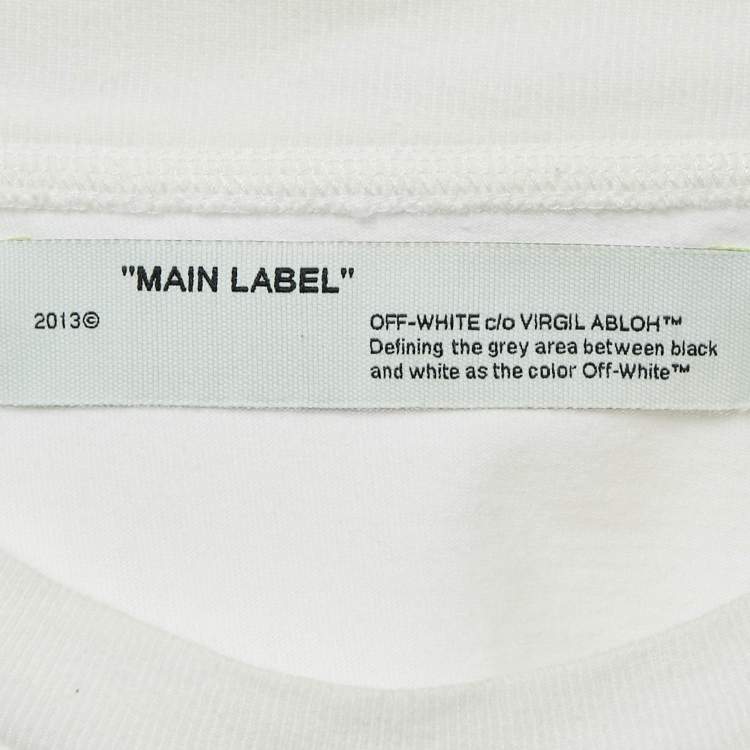 "MAIN LABEL"
2013©
OFF-WHITE c/o VIRGIL ABLOH™
Defining the grey area between black
and white as the color Off-White™